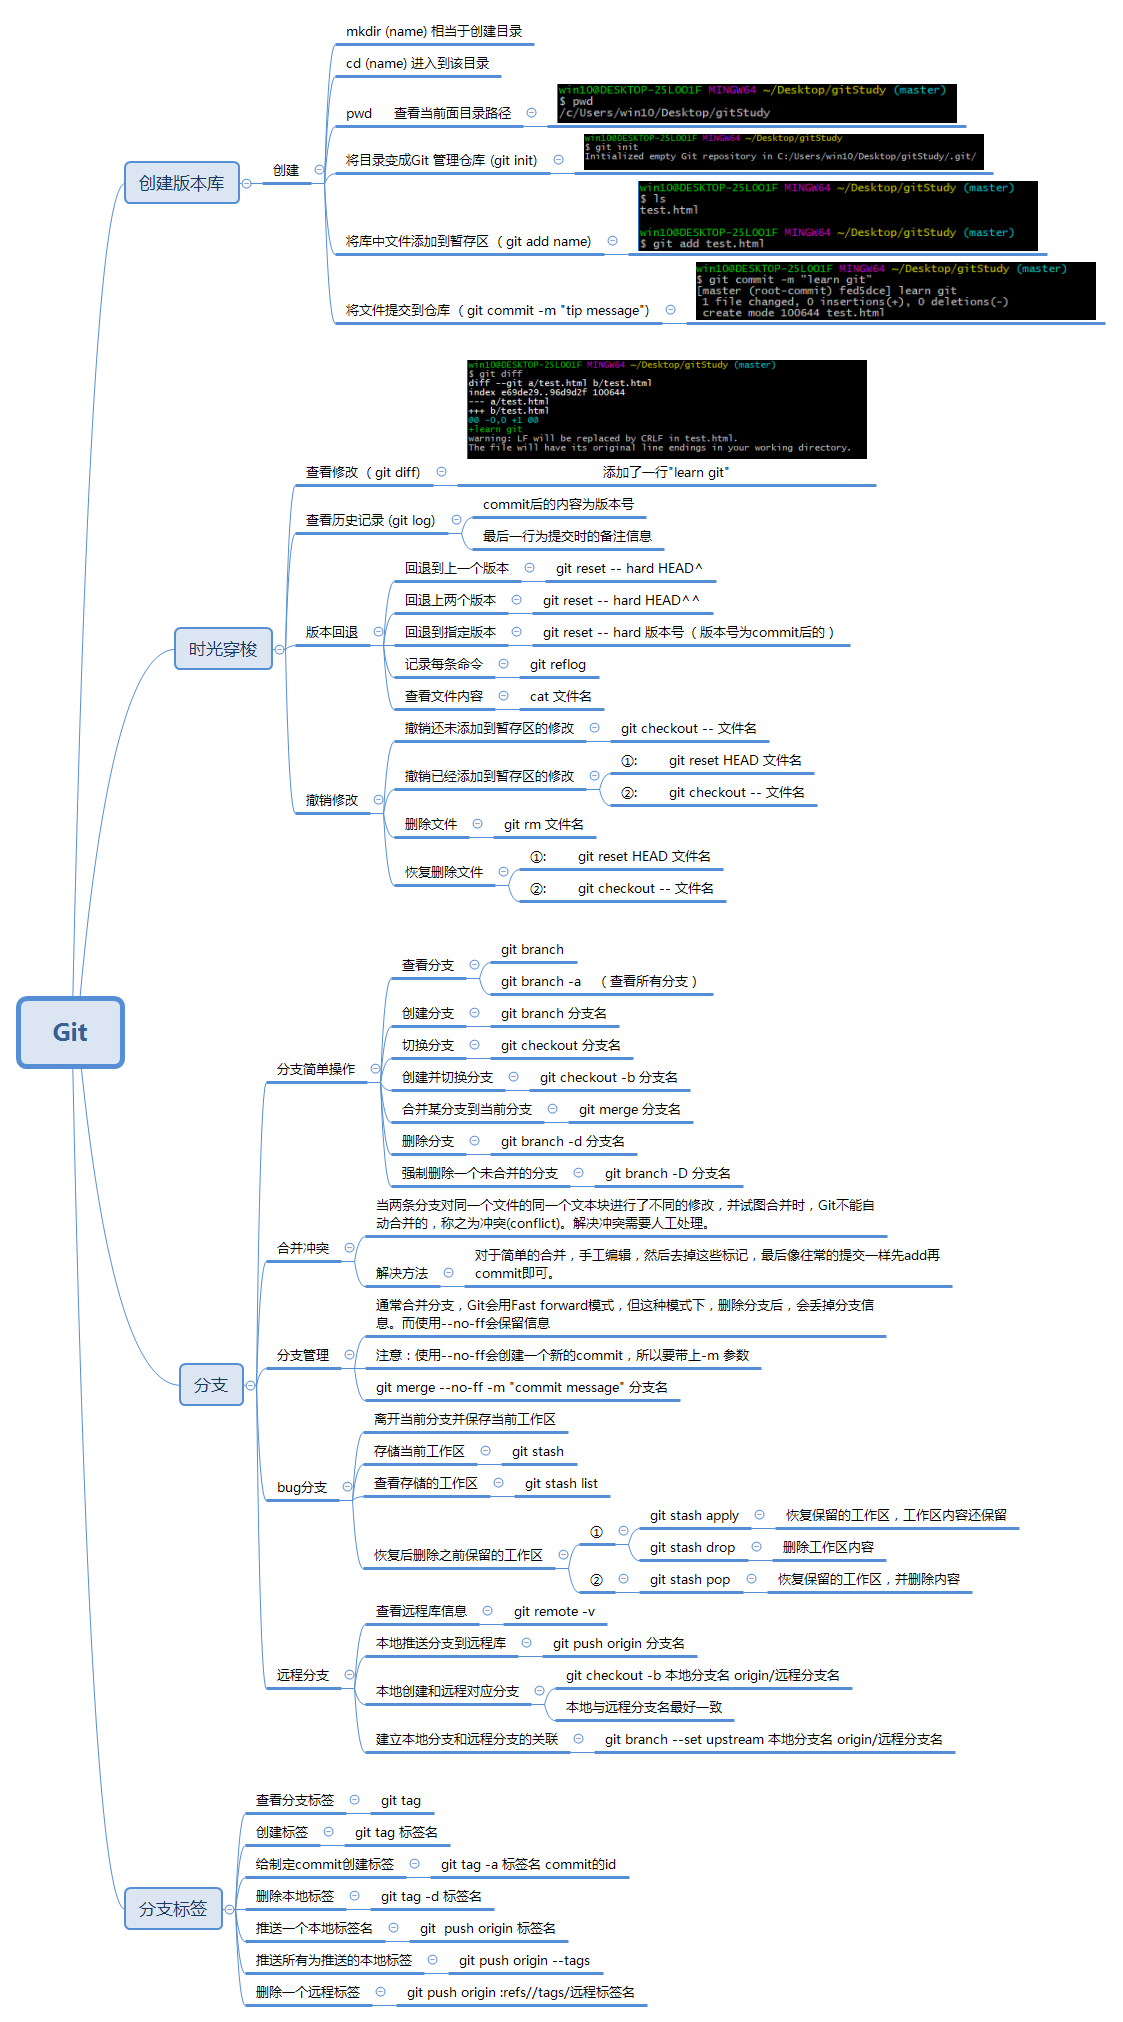 Git
创建版本库
创建
mkdir (name) 相当于创建目录
cd (name) 进入到该目录
pwd 查看当前面目录路径
win10@DESKTOP-25LOO1F MINGW64 ~/Desktop/gitStudy (master)
$ pwd
/c/Users/win10/Desktop/gitStudy
将目录变成Git 管理仓库 (git init)
win10@DESKTOP-25LOO1F MINGW64 ~/Desktop/gitStudy
$ git init
Initialized empty Git repository in C:/Users/win10/Desktop/gitStudy/.git/
将库中文件添加到暂存区（git add name)
win10@DESKTOP-25LOO1F MINGW64 ~/Desktop/gitStudy (master)
$ ls
test.html
win10@DESKTOP-25LOO1F MINGW64 ~/Desktop/gitStudy (master)
$ git add test.html
将文件提交到仓库（git commit -m "tip message")
win10@DESKTOP-25LOO1F MINGW64 ~/Desktop/gitStudy (master)
$ git commit -m "learn git"
[master (root-commit) fed5dce] learn git
1 file changed, 0 insertions(+), 0 deletions(-)
create mode 100644 test.html
时光穿梭
查看修改（git diff)
win10@DESKTOP-25LOO1F MINGW64 ~/Desktop/gitStudy (master)
$ git diff
diff --git a/test.html b/test.html
index e69de29..96d9d2f 100644
--- a/test.html
+++ b/test.html
@@ -0,0 +1 @@
+learn git
warning: LF will be replaced by CRLF in test.html.
The file will have its original line endings in your working directory.
添加了一行"learn git"
查看历史记录 (git log)
commit后的内容为版本号
最后一行为提交时的备注信息
版本回退
回退到上一个版本
git reset -- hard HEAD^
回退上两个版本
git reset -- hard HEAD^^
回退到指定版本
git reset -- hard 版本号（版本号为commit后的）
记录每条命令
git reflog
查看文件内容
cat 文件名
撤销修改
撤销还未添加到暂存区的修改
git checkout -- 文件名
撤销已经添加到暂存区的修改
①: git reset HEAD 文件名
②: git checkout -- 文件名
删除文件
git rm 文件名
恢复删除文件
①: git reset HEAD 文件名
②: git checkout -- 文件名
分支
分支简单操作
查看分支
git branch
git branch -a （查看所有分支）
创建分支
git branch 分支名
切换分支
git checkout 分支名
创建并切换分支
git checkout -b 分支名
合并某分支到当前分支
git merge 分支名
删除分支
git branch -d 分支名
强制删除一个未合并的分支
git branch -D 分支名
合并冲突
当两条分支对同一个文件的同一个文本块进行了不同的修改，并试图合并时，Git不能自
动合并的，称之为冲突(conflict)。解决冲突需要人工处理。
解决方法
对于简单的合并，手工编辑，然后去掉这些标记，最后像往常的提交一样先add再
commit即可。
分支管理
通常合并分支，Git会用Fast forward模式，但这种模式下，删除分支后，会丢掉分支信
息。而使用--no-ff会保留信息
注意：使用--no-ff会创建一个新的commit，所以要带上-m 参数
git merge --no-ff -m "commit message" 分支名
bug分支
离开当前分支并保存当前工作区
存储当前工作区
git stash
查看存储的工作区
git stash list
恢复后删除之前保留的工作区
①
git stash apply
恢复保留的工作区，工作区内容还保留
git stash drop
删除工作区内容
②
git stash pop
恢复保留的工作区，并删除内容
远程分支
查看远程库信息
git remote -v
本地推送分支到远程库
git push origin 分支名
本地创建和远程对应分支
git checkout -b 本地分支名 origin/远程分支名
本地与远程分支名最好一致
建立本地分支和远程分支的关联
git branch --set upstream 本地分支名 origin/远程分支名
分支标签
查看分支标签
git tag
创建标签
git tag 标签名
给制定commit创建标签
git tag -a 标签名 commit的id
删除本地标签
git tag -d 标签名
推送一个本地标签名
git push origin 标签名
推送所有为推送的本地标签
git push origin --tags
删除一个远程标签
git push origin :refs//tags/远程标签名